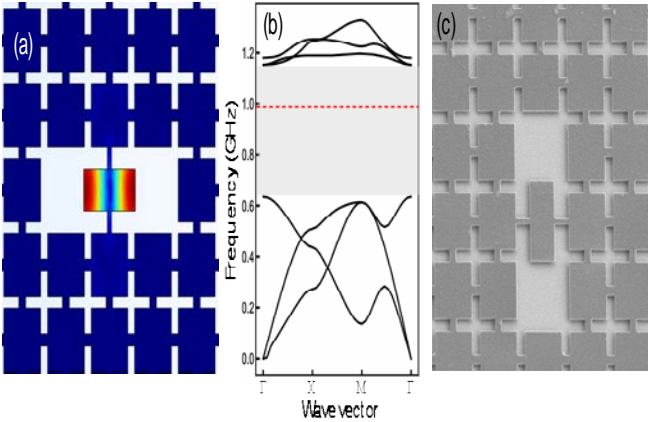 (a)
(b)
(c)
Frequency (GHz)
1.2
1.0
0.8
0.6
0.4
0.2
0.0
Γ X M Γ
Wave vector